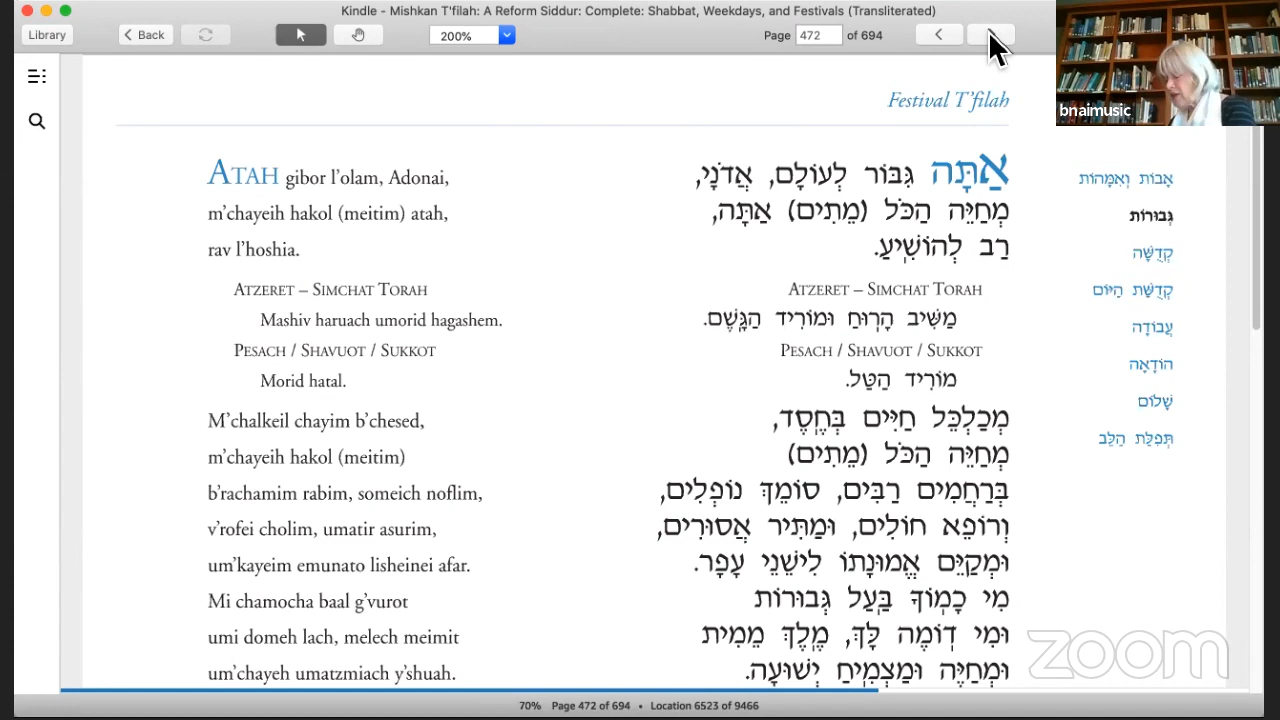 Kindle - Mishkan T'filah: A Reform Siddur: Complete: Shabbat, Weekdays, and Festivals (Transliterated)
Library
Back
200%
Page 472 of 694
bnaimusic
Festival T'filah
ATAH gibor l'olam, Adonai,
m'chayeih hakol (meitim) atah,
rav l'hoshia.
ATZERET – SIMCHAT TORAH
Mashiv haruach umorid hagashem.
PESACH / SHAVUOT / SUKKOT
Morid hatal.
M'chalkeil chayim b'chesed,
m'chayeih hakol (meitim)
b'rachamim rabim, someich noflim,
v'rofei cholim, umatir asurim,
um'kayeim emunato lisheinei afar.
Mi chamocha baal g'vurot
umi domeh lach, melech meimit
um'chayeh umatzmiach y'shuah.
אַתָּה גִּבּוֹר לְעוֹלָם, אֲדֹנָי,
מְחַיֵּה הַכֹּל (מֵתִים) אַתָּה,
רַב לְהוֹשִֽׁיעַ.
ATZERET – SIMCHAT TORAH
מַשִּׁיב הָרֽוּחַ וּמוֹרִיד הַגָּֽשֶׁם.
PESACH / SHAVUOT / SUKKOT
מוֹרִיד הַטַּל.
מְכַלְכֵּל חַיִּים בְּחֶֽסֶד,
מְחַיֵּה הַכֹּל (מֵתִים)
בְּרַחֲמִים רַבִּים, סוֹמֵךְ נוֹפְלִים,
וְרוֹפֵא חוֹלִים, וּמַתִּיר אֲסוּרִים,
וּמְקַיֵּם אֱמוּנָתוֹ לִישֵׁנֵי עָפָר.
מִי כָמֽוֹךָ בַּֽעַל גְּבוּרוֹת
וּמִי דֽוֹמֶה לָּךְ, מֶֽלֶךְ מֵמִית
וּמְחַיֶּה וּמַצְמִֽיחַ יְשׁוּעָה.
אָבוֹת וְאִמָּהוֹת
גְּבוּרוֹת
קְדֻשָּׁה
קְדֻשַּׁת הַיּוֹם
עֲבוֹדָה
הוֹדָאָה
שָׁלוֹם
תְּפִלַּת הַלֵּב
zoom
70% Page 472 of 694 • Location 6523 of 9466